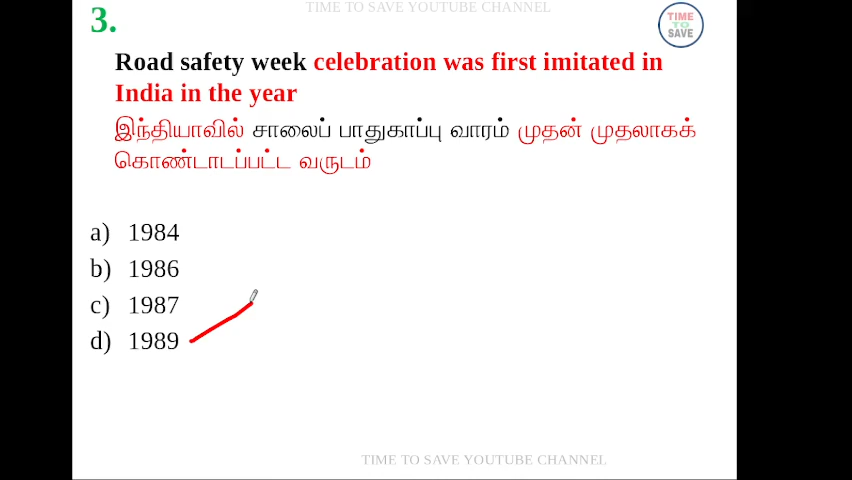 TIME TO SAVE YOUTUBE CHANNEL
3.
TIME
TO
SAVE
Road safety week celebration was first imitated in
India in the year
இந்தியாவில் சாலைப் பாதுகாப்பு வாரம் முதன் முதலாகக்
கொண்டாடப்பட்ட வருடம்
a) 1984
b) 1986
c) 1987
d) 1989
TIME TO SAVE YOUTUBE CHANNEL